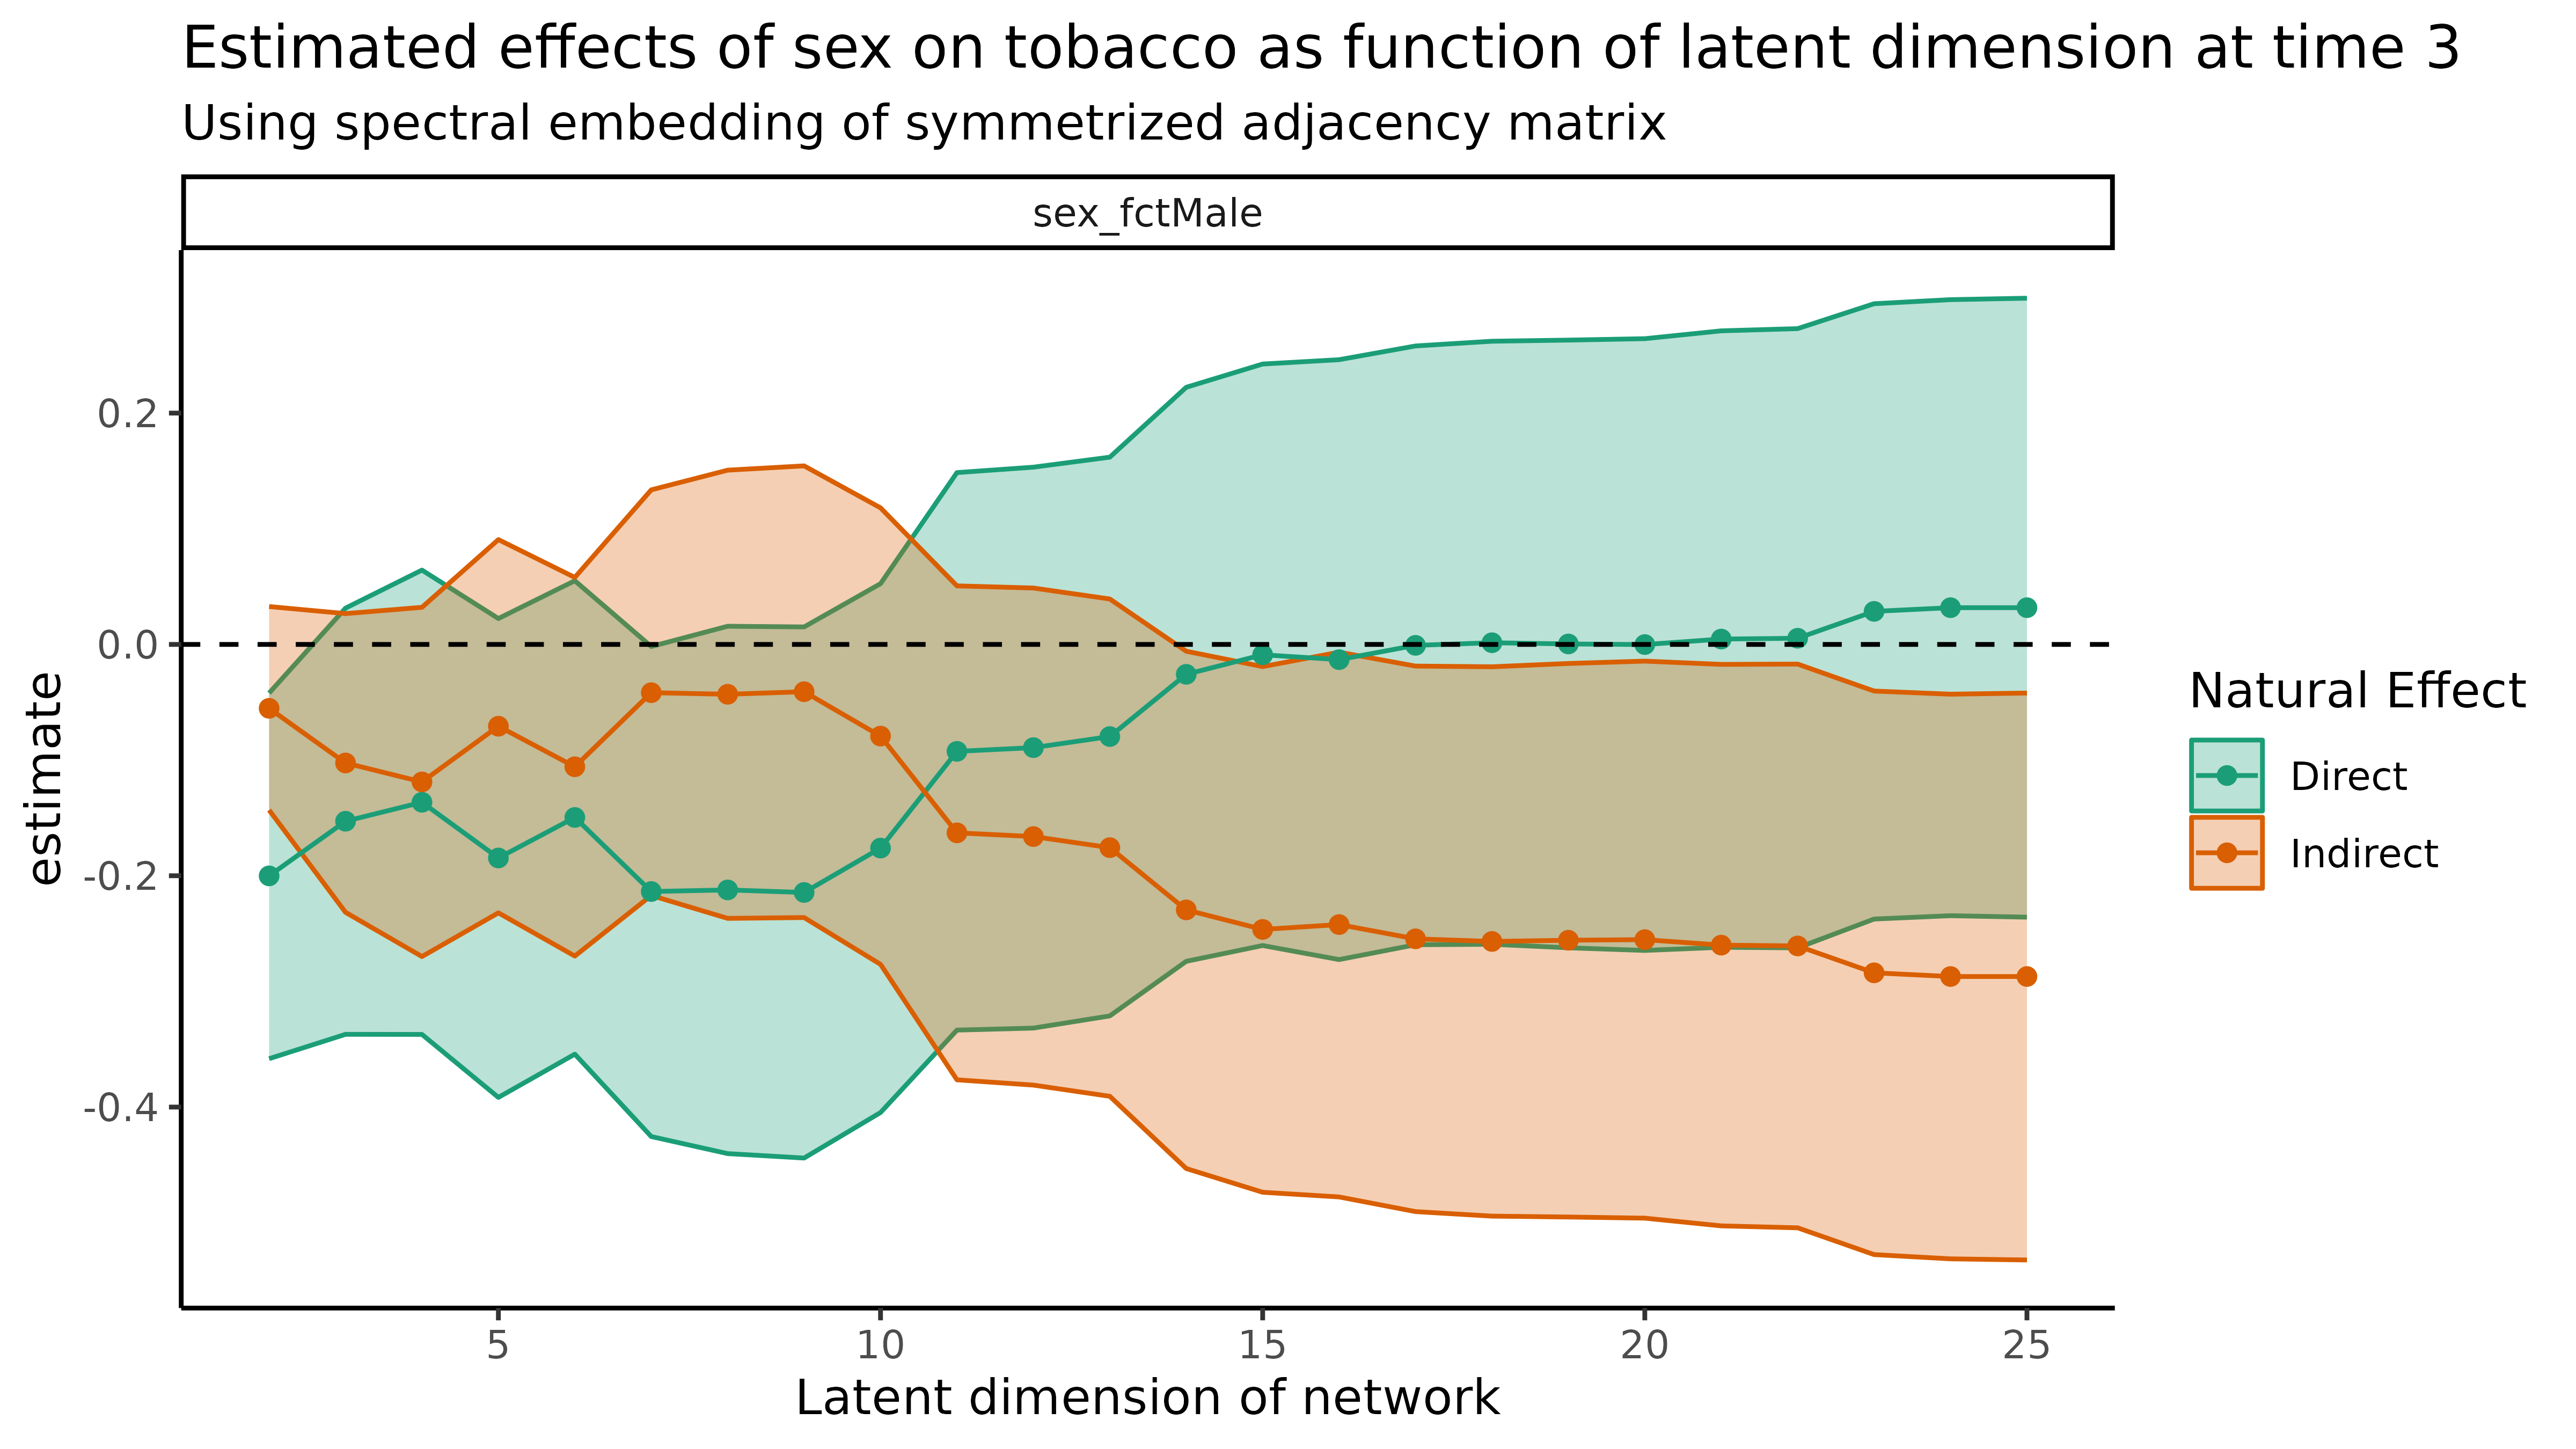 Estimated effects of sex on tobacco as function of latent dimension at time 3
Using spectral embedding of symmetrized adjacency matrix
sex_fctMale
0.2
0.0
-0.2
-0.4
estimate
5 10 15 20 25
Latent dimension of network
Natural Effect
Direct
Indirect